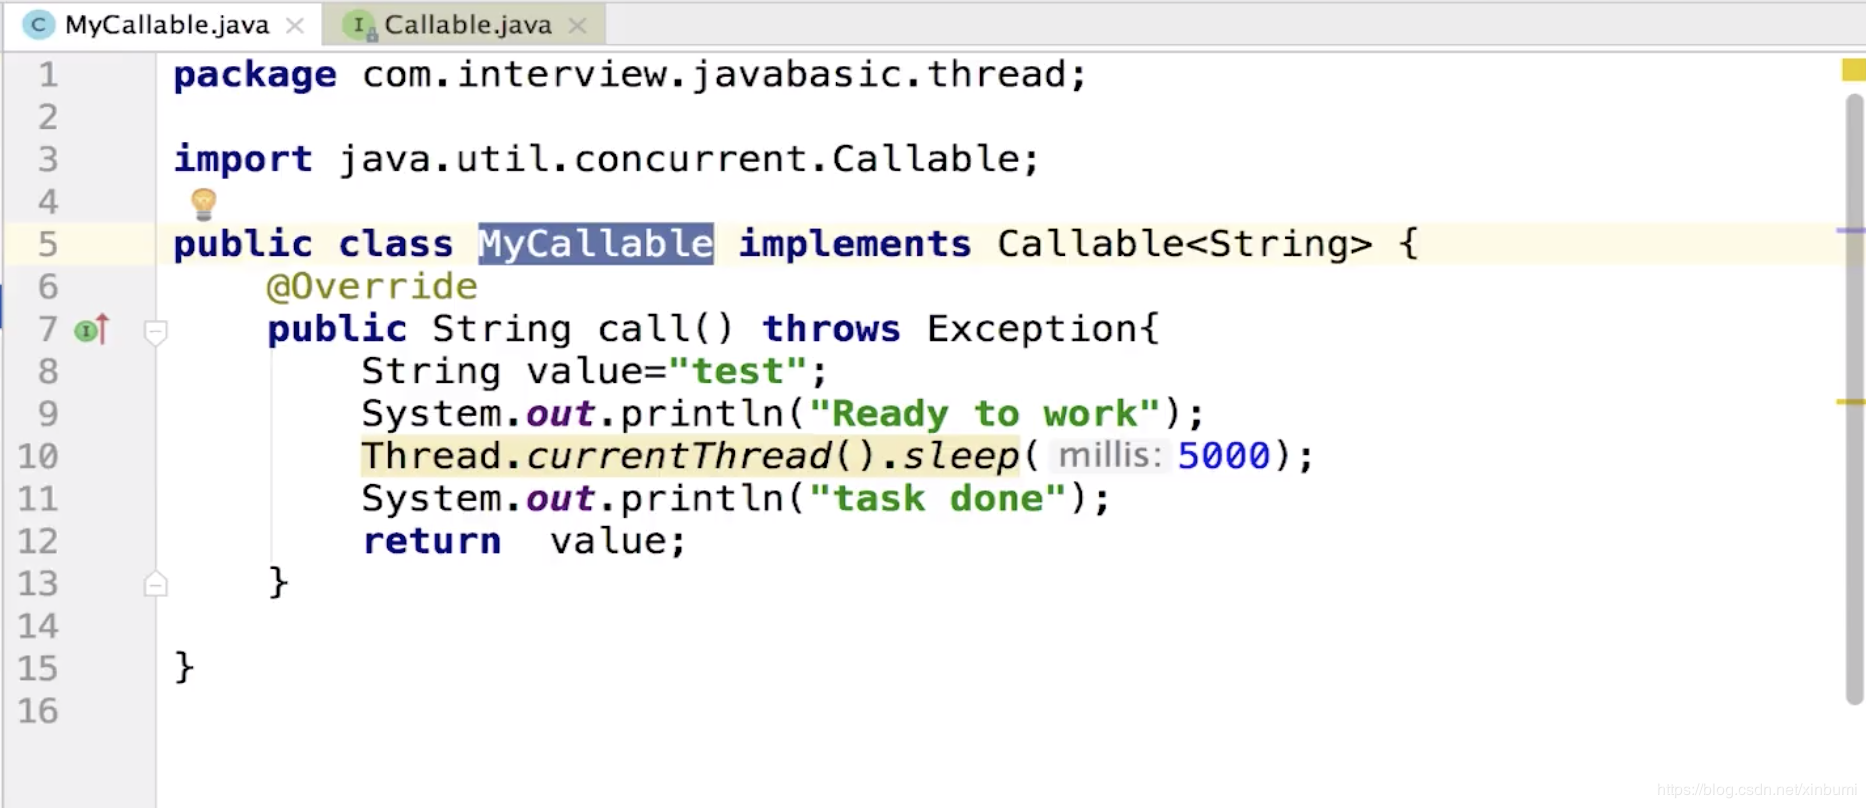 MyCallable.java Callable.java
1 package com.interview.javabasic.thread;
2
3 import java.util.concurrent.Callable;
4
5 public class MyCallable implements Callable<String> {
6 @Override
7 public String call() throws Exception{
8 String value="test";
9 System.out.println("Ready to work");
10 Thread.currentThread().sleep( millis: 5000);
11 System.out.println("task done");
12 return  value;
13 }
14
15 }
16
https://blog.csdn.net/xinbumi